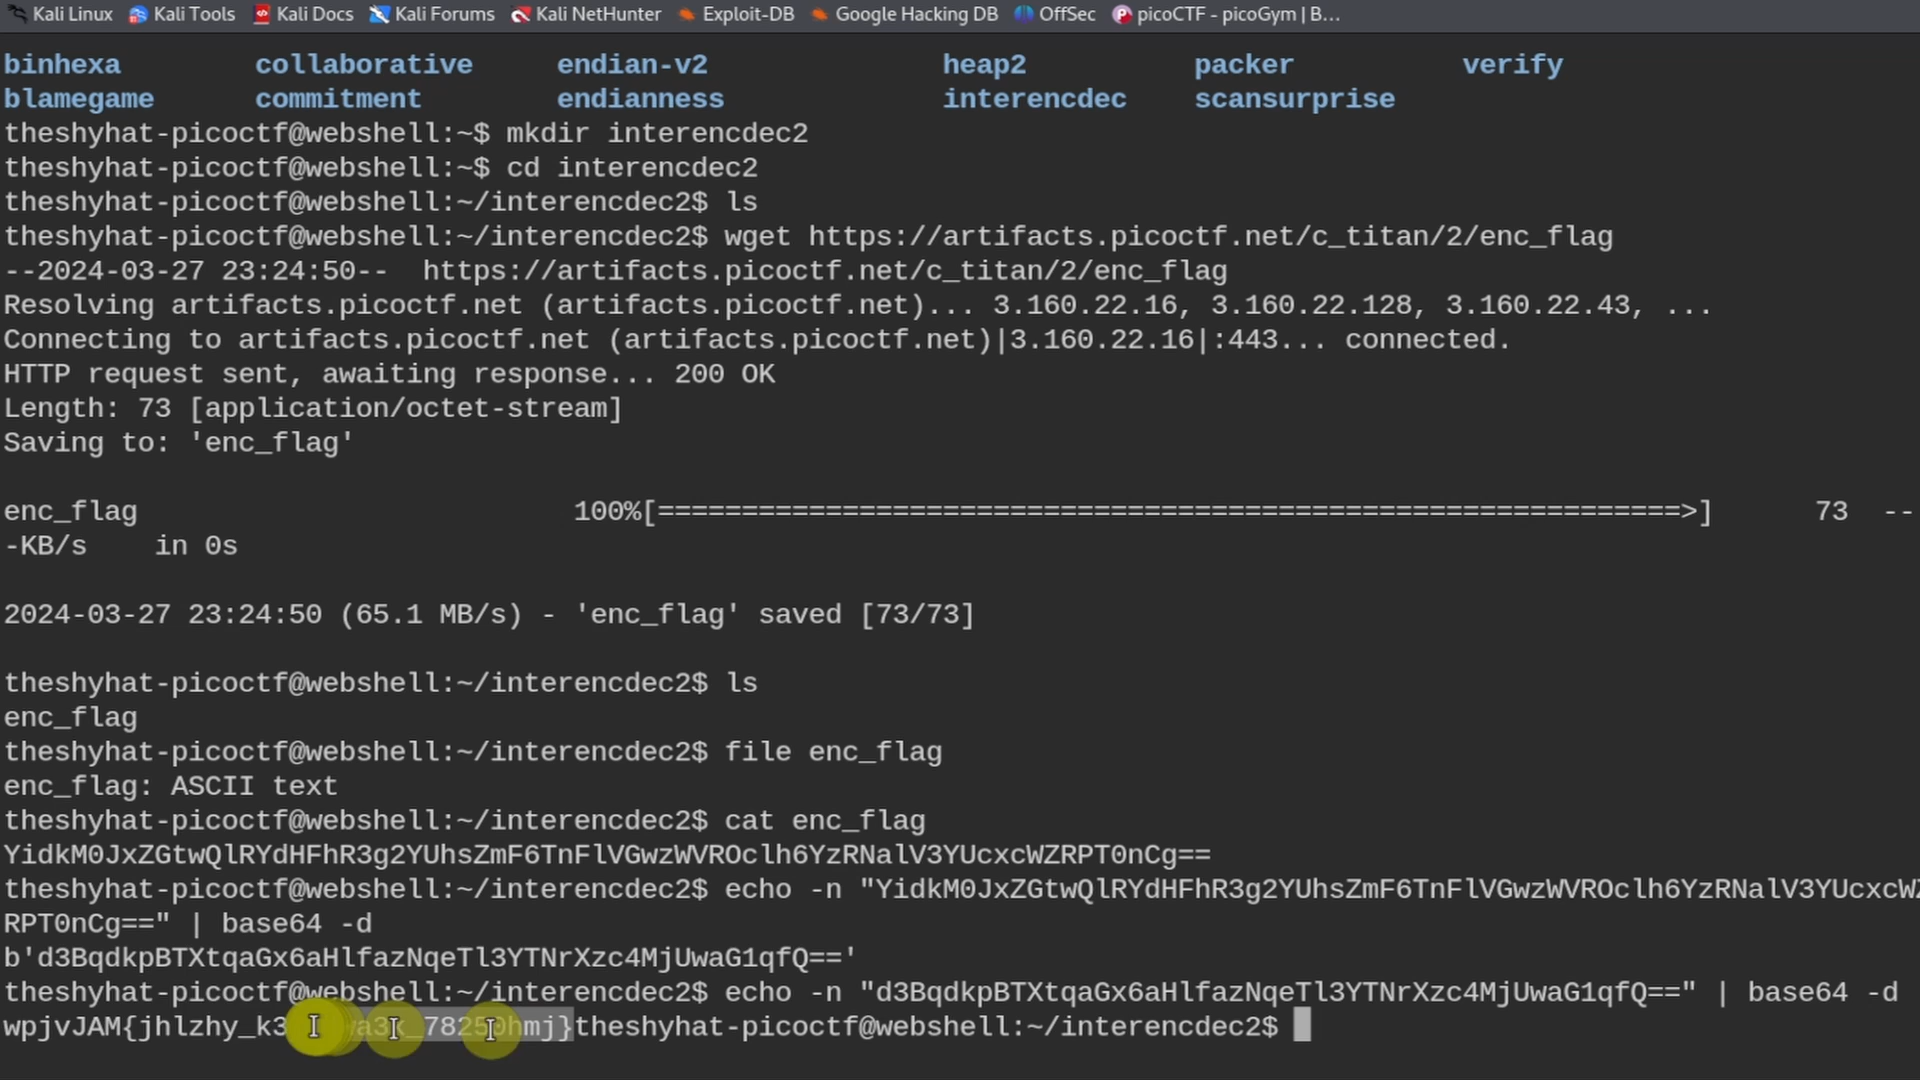 Kali Linux Kali Tools Kali Docs Kali Forums Kali NetHunter Exploit-DB Google Hacking DB OffSec picoCTF - picoGym | B...
binhexa collaborative endian-v2 heap2 packer verify
blamegame commitment endianness interencdec scansurprise
theshyhat-picoctf@webshell:~$ mkdir interencdec2
theshyhat-picoctf@webshell:~$ cd interencdec2
theshyhat-picoctf@webshell:~/interencdec2$ ls
theshyhat-picoctf@webshell:~/interencdec2$ wget https://artifacts.picoctf.net/c_titan/2/enc_flag
--2024-03-27 23:24:50-- https://artifacts.picoctf.net/c_titan/2/enc_flag
Resolving artifacts.picoctf.net (artifacts.picoctf.net)... 3.160.22.16, 3.160.22.128, 3.160.22.43, ...
Connecting to artifacts.picoctf.net (artifacts.picoctf.net)|3.160.22.16|:443... connected.
HTTP request sent, awaiting response... 200 OK
Length: 73 [application/octet-stream]
Saving to: 'enc_flag'
enc_flag 100%[=============================================================>] 73 --
-KB/s in 0s
2024-03-27 23:24:50 (65.1 MB/s) - 'enc_flag' saved [73/73]
theshyhat-picoctf@webshell:~/interencdec2$ ls
enc_flag
theshyhat-picoctf@webshell:~/interencdec2$ file enc_flag
enc_flag: ASCII text
theshyhat-picoctf@webshell:~/interencdec2$ cat enc_flag
YidkM0JxZGtwQlRYdHFhR3g2YUhsZmF6TnFlVGwzWVROclh6YzRNalV3YUcxcWZRPT0nCg==
theshyhat-picoctf@webshell:~/interencdec2$ echo -n "YidkM0JxZGtwQlRYdHFhR3g2YUhsZmF6TnFlVGwzWVROclh6YzRNalV3YUcxcWZ
RPT0nCg==" | base64 -d
b'd3BqdkpBTXtqaGx6aHlfazNqeTl3YTNrXzc4MjUwaG1qfQ=='
theshyhat-picoctf@webshell:~/interencdec2$ echo -n "d3BqdkpBTXtqaGx6aHlfazNqeTl3YTNrXzc4MjUwaG1qfQ==" | base64 -d
wpjvJAM{jhlzhy_k3 a3k_78250hmj}theshyhat-picoctf@webshell:~/interencdec2$